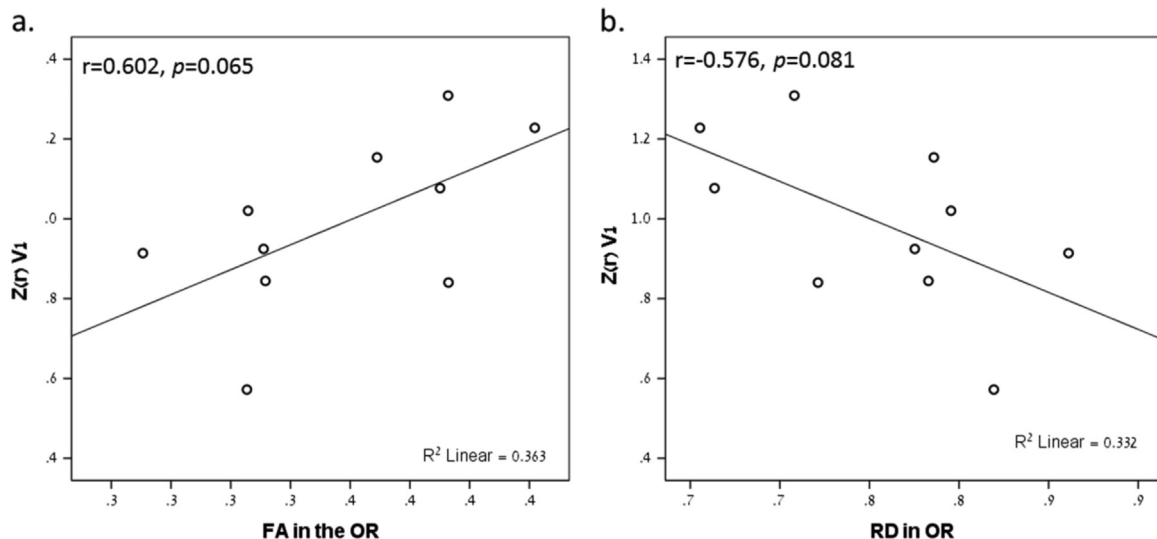 a.
r=0.602, p=0.065
.4
.2
.0
.8
.6
.4
Z(r) V1
.3 .3 .3 .3 .4 .4 .4 .4
FA in the OR
R² Linear = 0.363
b.
r=-0.576, p=0.081
1.4
1.2
1.0
.8
.6
.4
Z(r) V1
.7 .7 .8 .8 .9 .9
RD in OR
R² Linear = 0.332